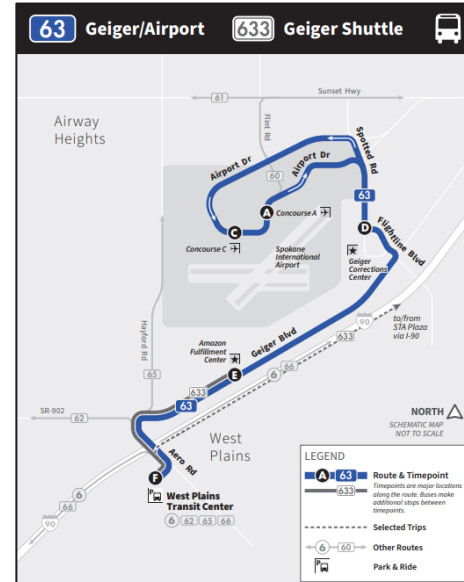 63 Geiger/Airport 633 Geiger Shuttle
61
Sunset Hwy
Airway
Heights
Flint Rd
Spotted Rd
Airport Dr
Airport Dr
60
63
A
Concourse A
C
Concourse C
D
Flightline Blvd
Spokane
International
Airport
Geiger
Corrections
Center
to/from
STA Plaza
via I-90
90
633
Hayford Rd
Amazon
Fulfillment
Center
Geiger Blvd
66
6
E
65
633
63
SR-902
62
West
Plains
Aero Rd
F
P
West Plains
Transit Center
6 62 65 66
6
66
90
NORTH
SCHEMATIC MAP
NOT TO SCALE
LEGEND
A 63 Route & Timepoint
633
Timepoints are major locations
along the route. Buses make
additional stops between
timepoints.
Selected Trips
6 60 Other Routes
P Park & Ride